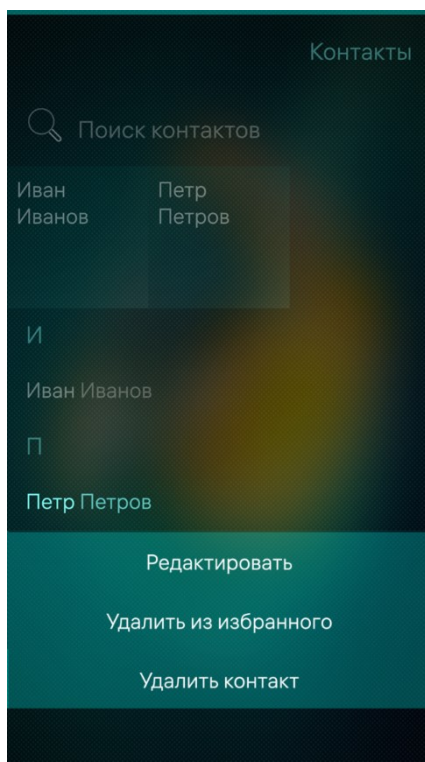 Контакты
Поиск контактов
Иван
Иванов
Петр
Петров
И
Иван Иванов
П
Петр Петров
Редактировать
Удалить из избранного
Удалить контакт